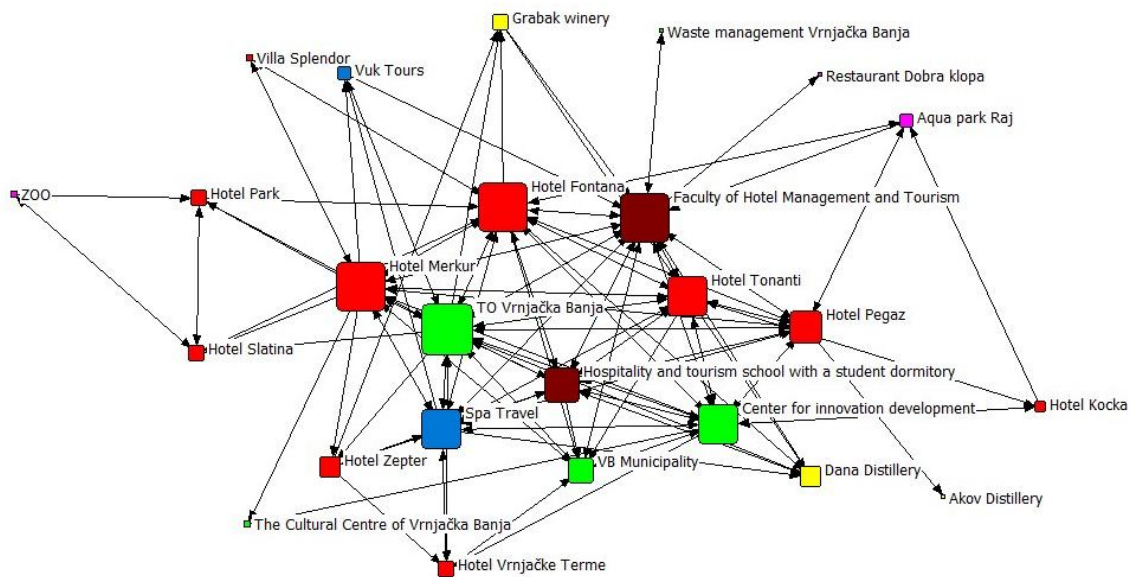 Grabak winery
Waste management Vrnjačka Banja
Villa Splendor
Vuk Tours
Restaurant Dobra klopa
Aqua park Raj
Hotel Fontana
Faculty of Hotel Management and Tourism
ZOO
Hotel Park
Hotel Merkur
Hotel Tonanti
TO Vrnjačka Banja
Hotel Pegaz
Hotel Slatina
Hospitality and tourism school with a student dormitory
Hotel Kocka
Spa Travel
Center for innovation development
Hotel Zepter
VB Municipality
Dana Distillery
Akov Distillery
The Cultural Centre of Vrnjačka Banja
Hotel Vrnjačke Terme